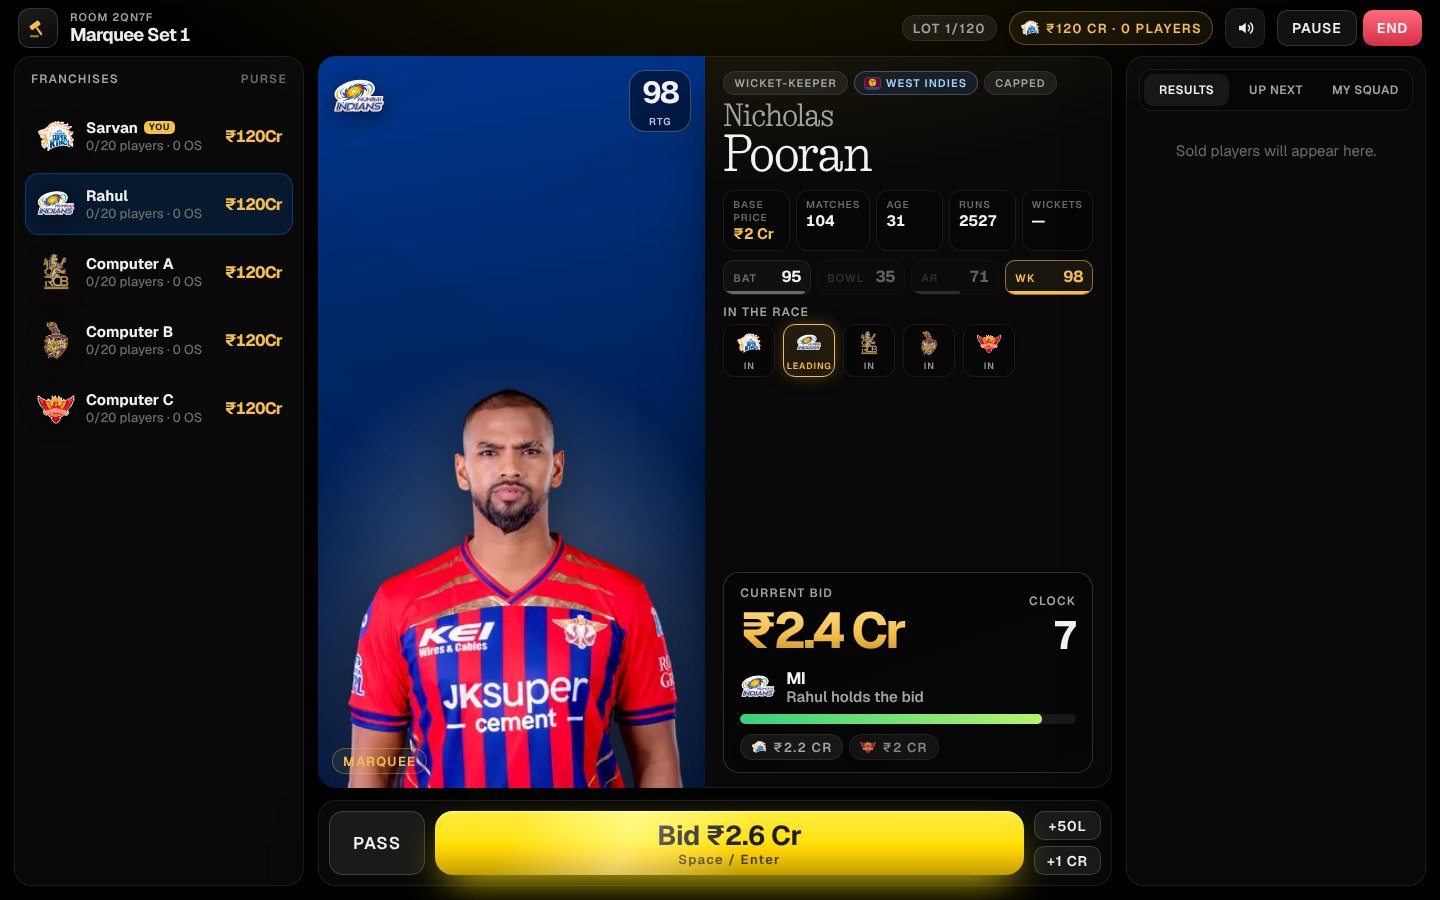 ROOM 2QN7F
Marquee Set 1
LOT 1/120
₹120 CR · 0 PLAYERS
PAUSE
END
FRANCHISES
PURSE
Sarvan YOU
0/20 players · 0 OS
₹120Cr
Rahul
0/20 players · 0 OS
₹120Cr
Computer A
0/20 players · 0 OS
₹120Cr
Computer B
0/20 players · 0 OS
₹120Cr
Computer C
0/20 players · 0 OS
₹120Cr
MUMBAI
INDIANS
98
RTG
KEI
Wires & Cables
JKsuper
cement
MARQUEE
WICKET-KEEPER
WEST INDIES
CAPPED
Nicholas
Pooran
BASE PRICE
₹2 Cr
MATCHES
104
AGE
31
RUNS
2527
WICKETS
—
BAT 95
BOWL 35
AR 71
WK 98
IN THE RACE
IN
LEADING
IN
IN
IN
CURRENT BID
₹2.4 Cr
CLOCK
7
MI
Rahul holds the bid
₹2.2 CR
₹2 CR
PASS
Bid ₹2.6 Cr
Space / Enter
+50L
+1 CR
RESULTS
UP NEXT
MY SQUAD
Sold players will appear here.